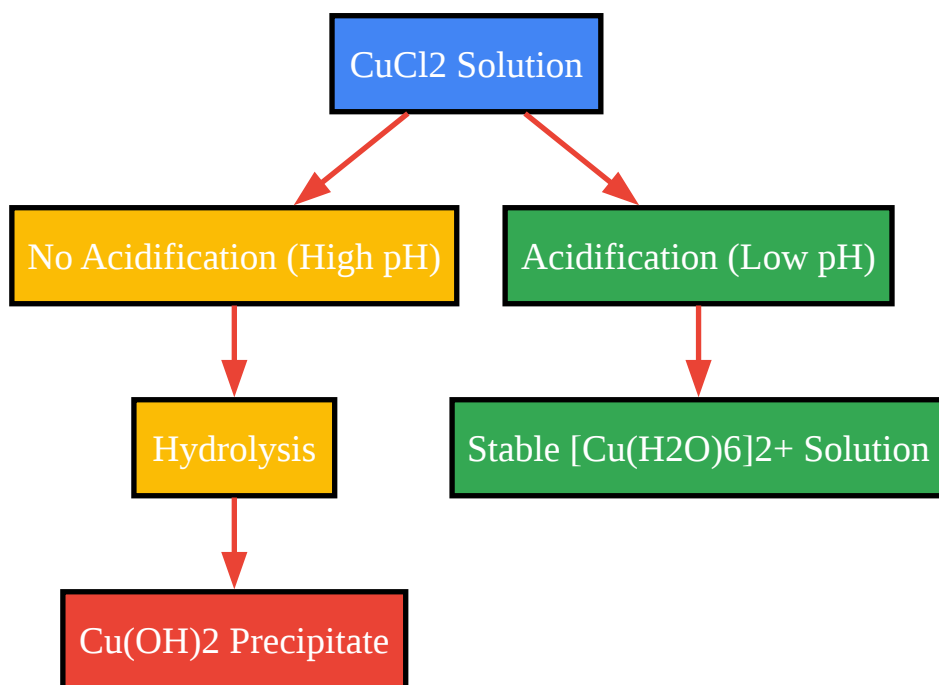 CuCl2 Solution
No Acidification (High pH)
Acidification (Low pH)
Hydrolysis
Stable [Cu(H2O)6]2+ Solution
Cu(OH)2 Precipitate